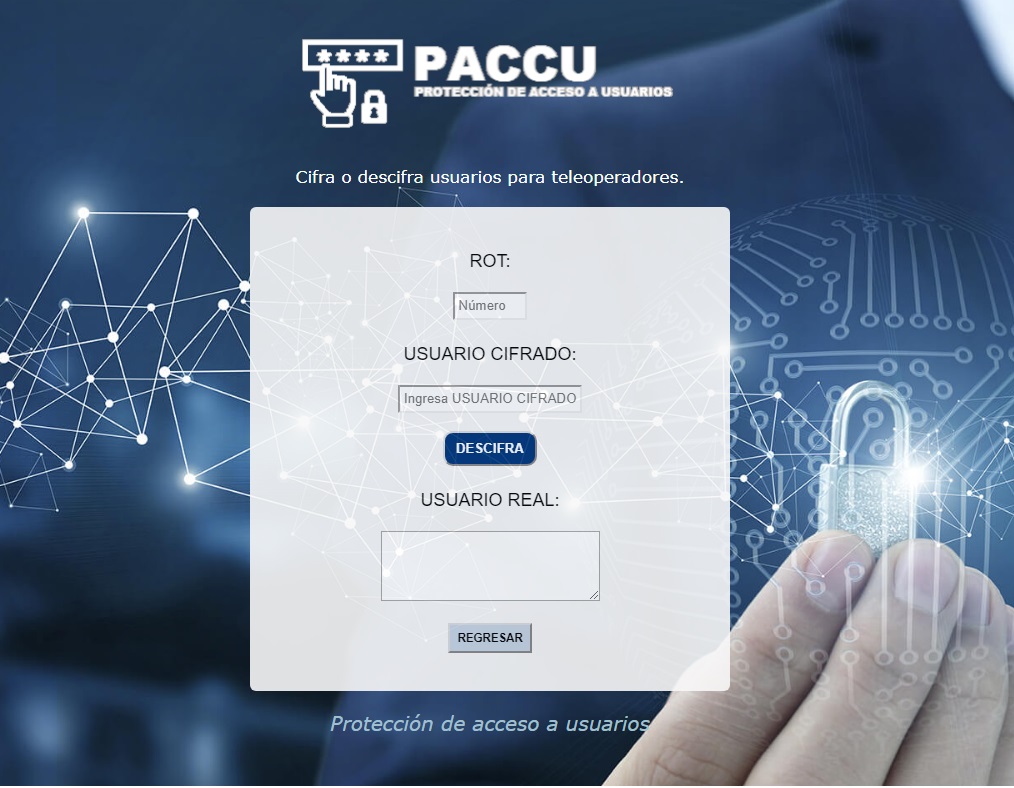 ****
PACCU
PROTECCIÓN DE ACCESO A USUARIOS
Cifra o descifra usuarios para teleoperadores.
ROT:
Número
USUARIO CIFRADO:
Ingresa USUARIO CIFRADO
DESCIFRA
USUARIO REAL:
REGRESAR
Protección de acceso a usuarios